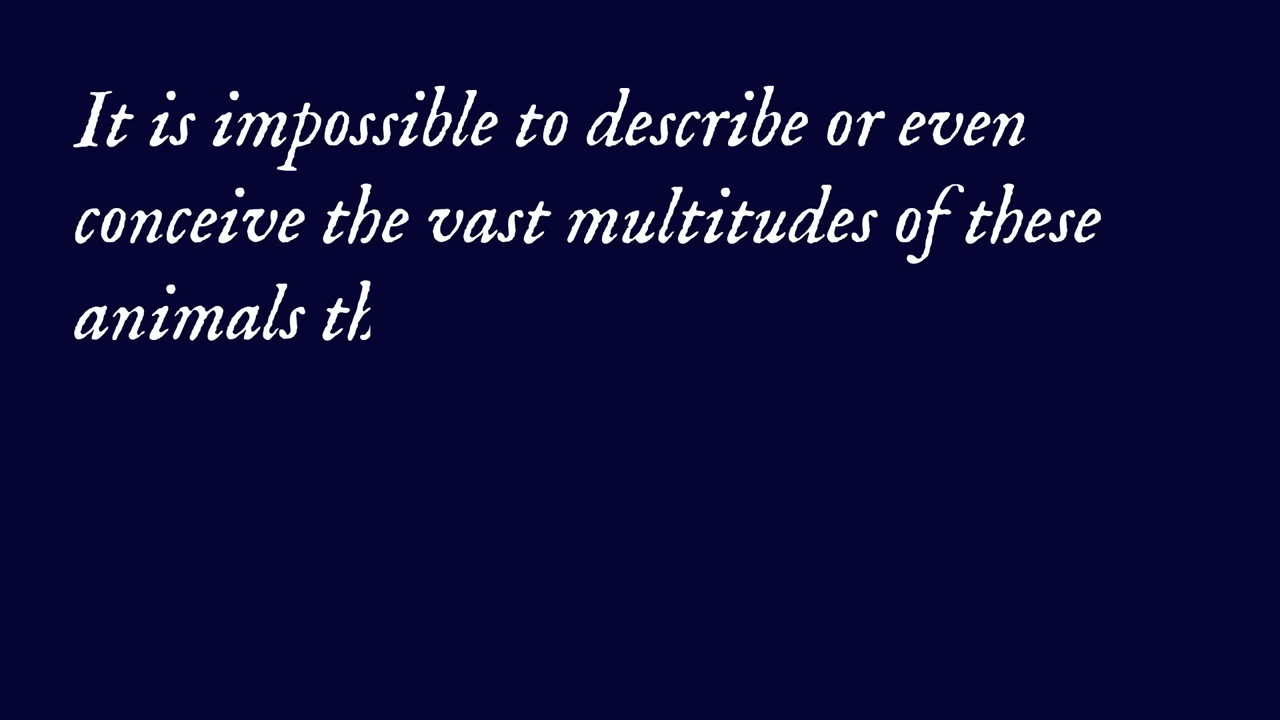 It is impossible to describe or even
conceive the vast multitudes of these
animals th